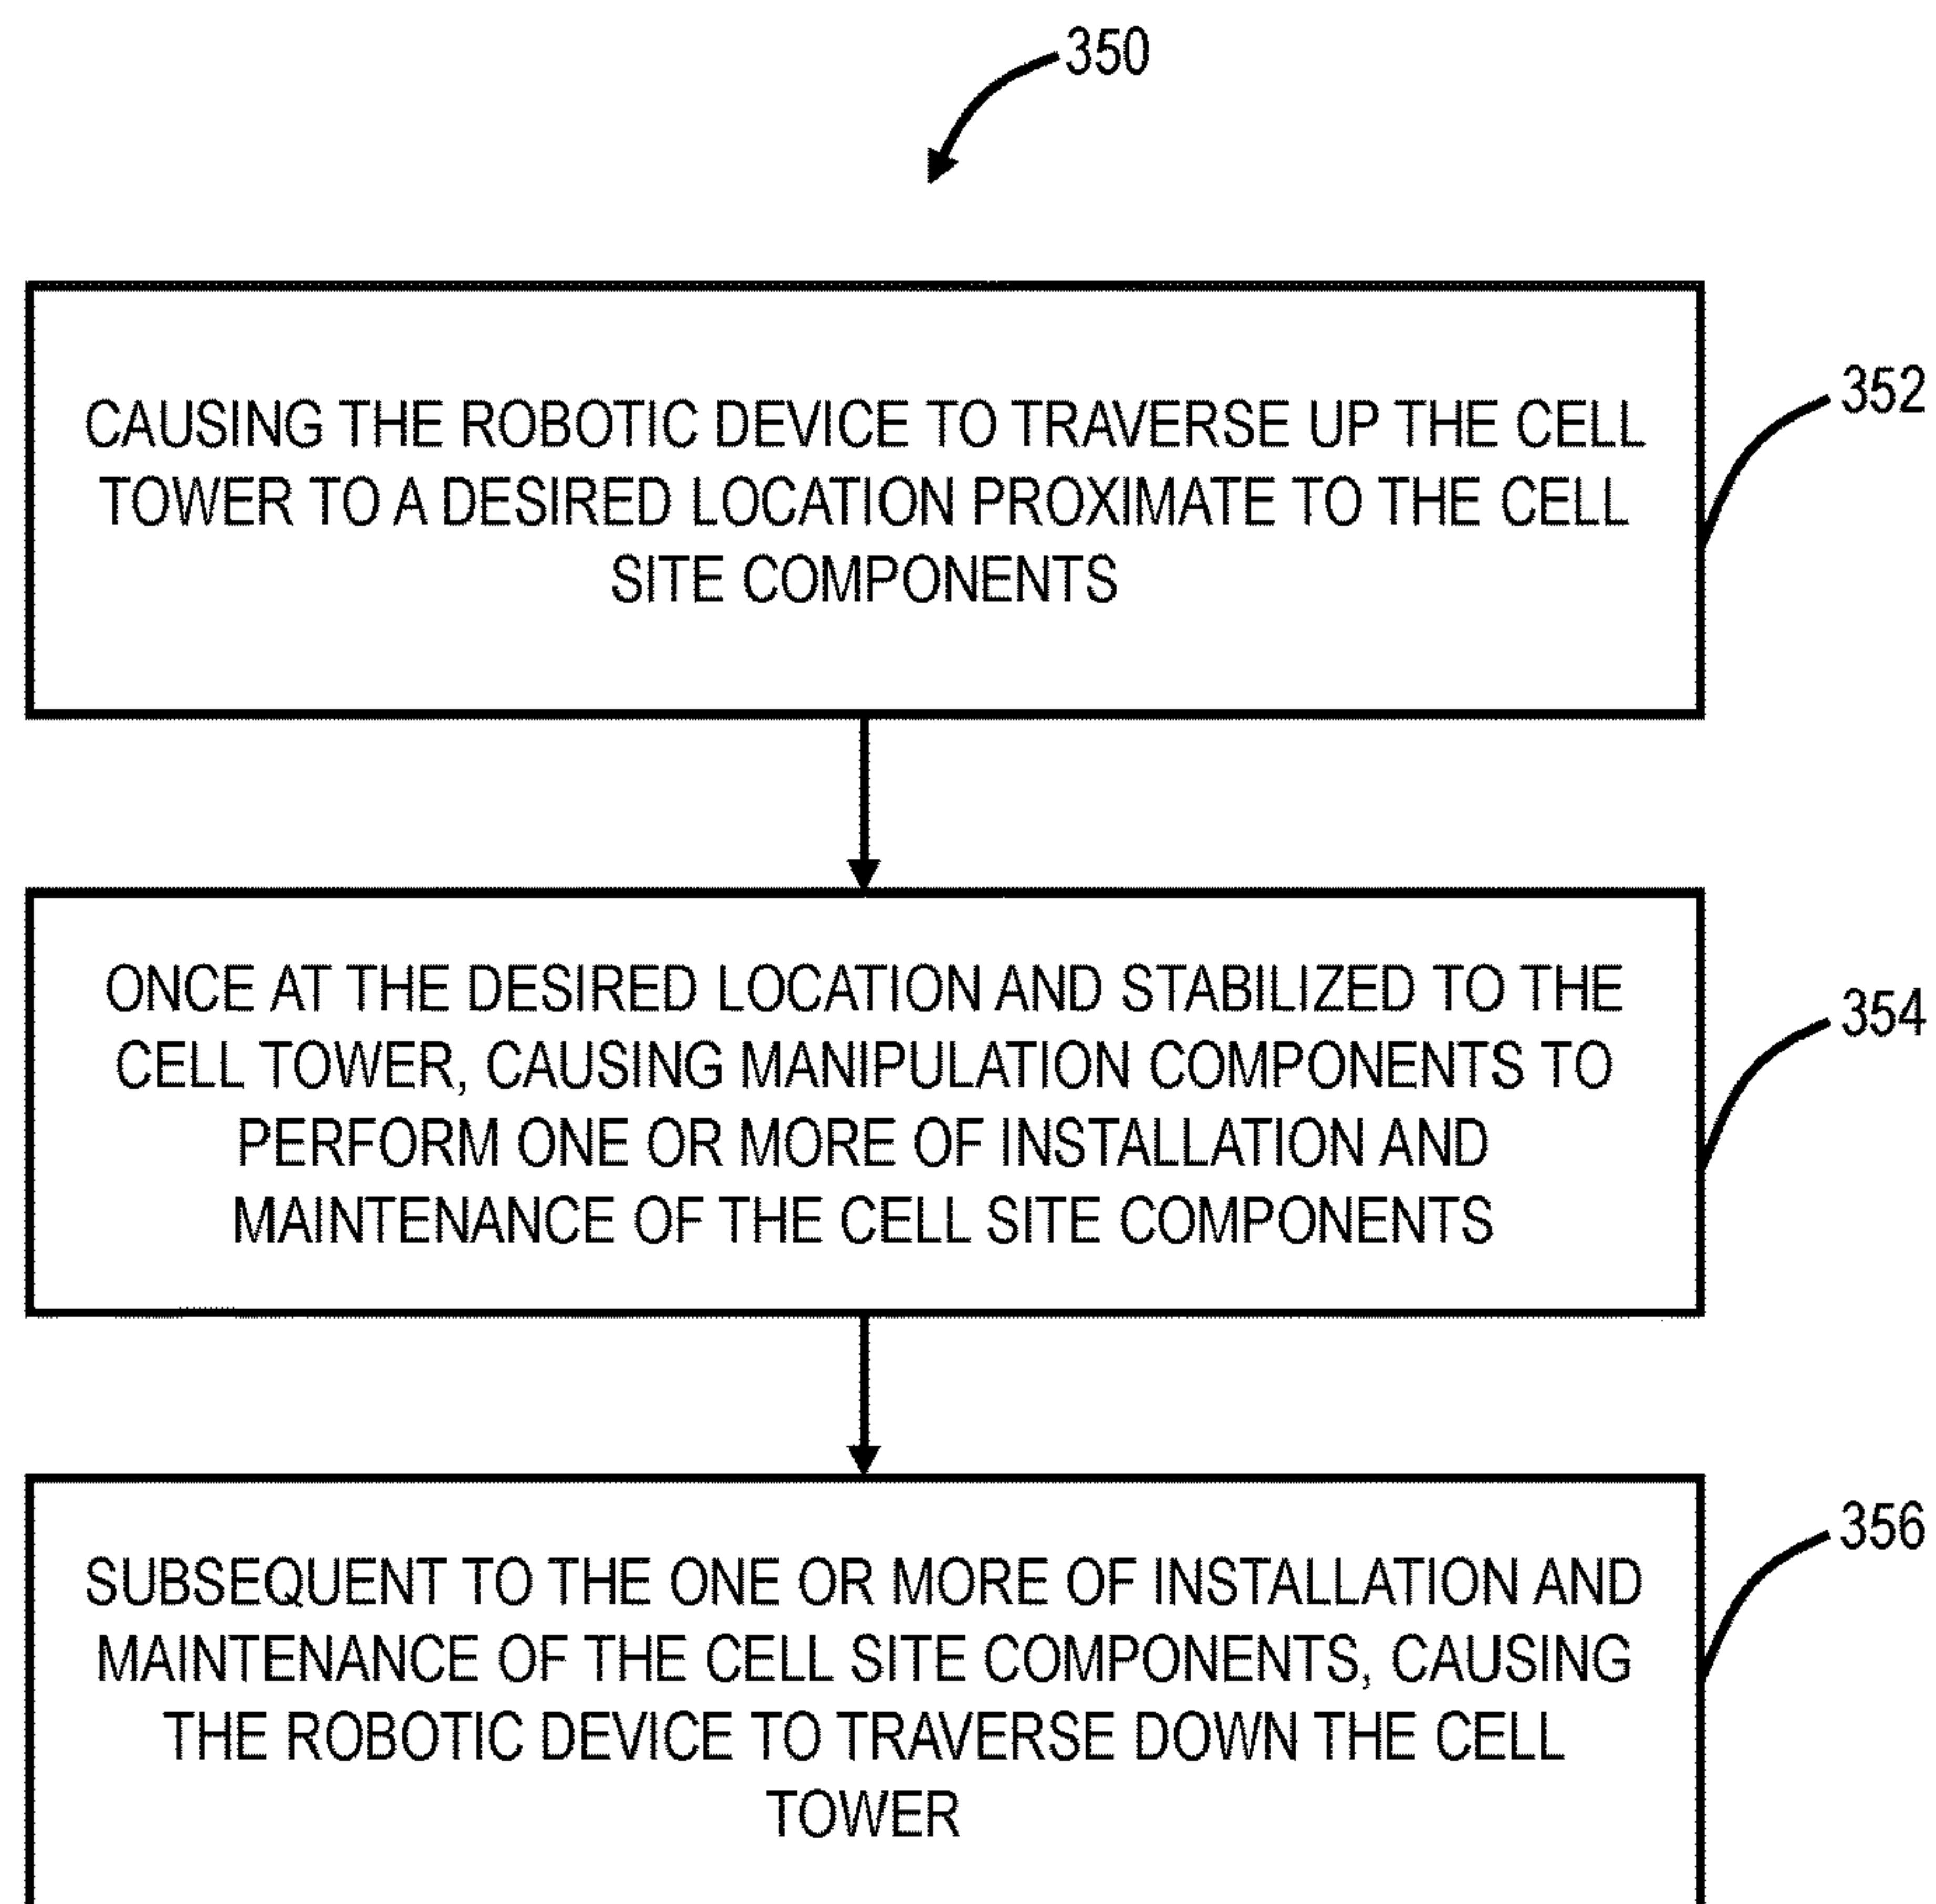 350
CAUSING THE ROBOTIC DEVICE TO TRAVERSE UP THE CELL
TOWER TO A DESIRED LOCATION PROXIMATE TO THE CELL
SITE COMPONENTS
352
ONCE AT THE DESIRED LOCATION AND STABILIZED TO THE
CELL TOWER, CAUSING MANIPULATION COMPONENTS TO
PERFORM ONE OR MORE OF INSTALLATION AND
MAINTENANCE OF THE CELL SITE COMPONENTS
354
SUBSEQUENT TO THE ONE OR MORE OF INSTALLATION AND
MAINTENANCE OF THE CELL SITE COMPONENTS, CAUSING
THE ROBOTIC DEVICE TO TRAVERSE DOWN THE CELL
TOWER
356